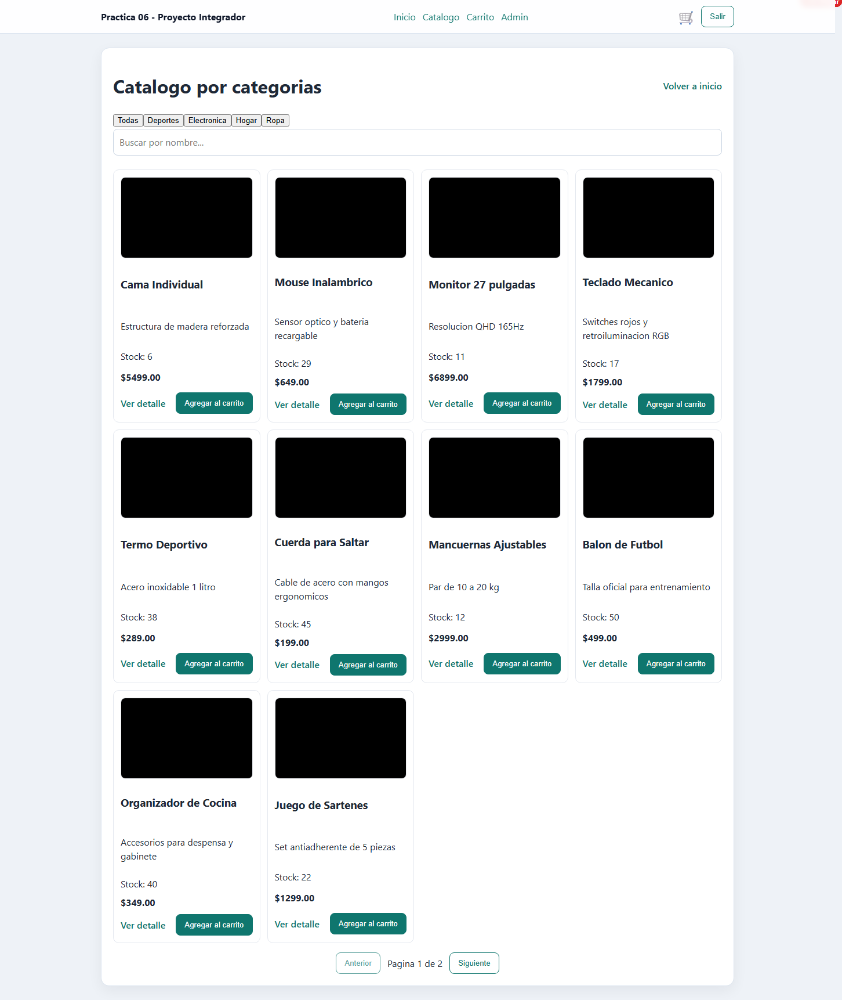 Practica 06 - Proyecto Integrador
Inicio Catalogo Carrito Admin
Salir
Catalogo por categorias
Volver a inicio
Todas Deportes Electronica Hogar Ropa
Buscar por nombre...
Cama Individual
Estructura de madera reforzada
Stock: 6
$5499.00
Ver detalle Agregar al carrito
Mouse Inalambrico
Sensor optico y bateria
recargable
Stock: 29
$649.00
Ver detalle Agregar al carrito
Monitor 27 pulgadas
Resolucion QHD 165Hz
Stock: 11
$6899.00
Ver detalle Agregar al carrito
Teclado Mecanico
Switches rojos y
retroiluminacion RGB
Stock: 17
$1799.00
Ver detalle Agregar al carrito
Termo Deportivo
Acero inoxidable 1 litro
Stock: 38
$289.00
Ver detalle Agregar al carrito
Cuerda para Saltar
Cable de acero con mangos
ergonomicos
Stock: 45
$199.00
Ver detalle Agregar al carrito
Mancuernas Ajustables
Par de 10 a 20 kg
Stock: 12
$2999.00
Ver detalle Agregar al carrito
Balon de Futbol
Talla oficial para entrenamiento
Stock: 50
$499.00
Ver detalle Agregar al carrito
Organizador de Cocina
Accesorios para despensa y
gabinete
Stock: 40
$349.00
Ver detalle Agregar al carrito
Juego de Sartenes
Set antiadherente de 5 piezas
Stock: 22
$1299.00
Ver detalle Agregar al carrito
Anterior Pagina 1 de 2 Siguiente